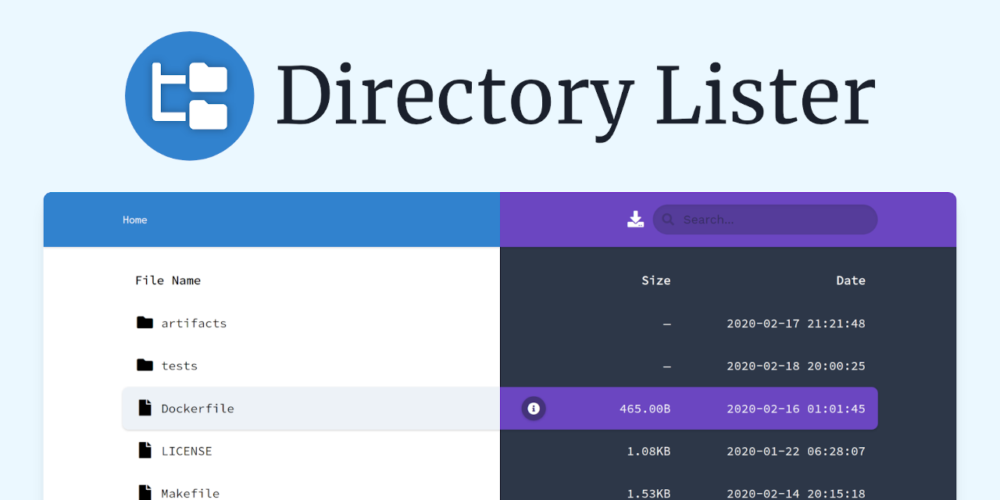 Directory Lister
Home Search...
File Name Size Date
artifacts — 2020-02-17 21:21:48
tests — 2020-02-18 20:00:25
Dockerfile 465.00B 2020-02-16 01:01:45
LICENSE 1.08KB 2020-01-22 06:28:07
Makefile 1.53KB 2020-02-14 20:15:18